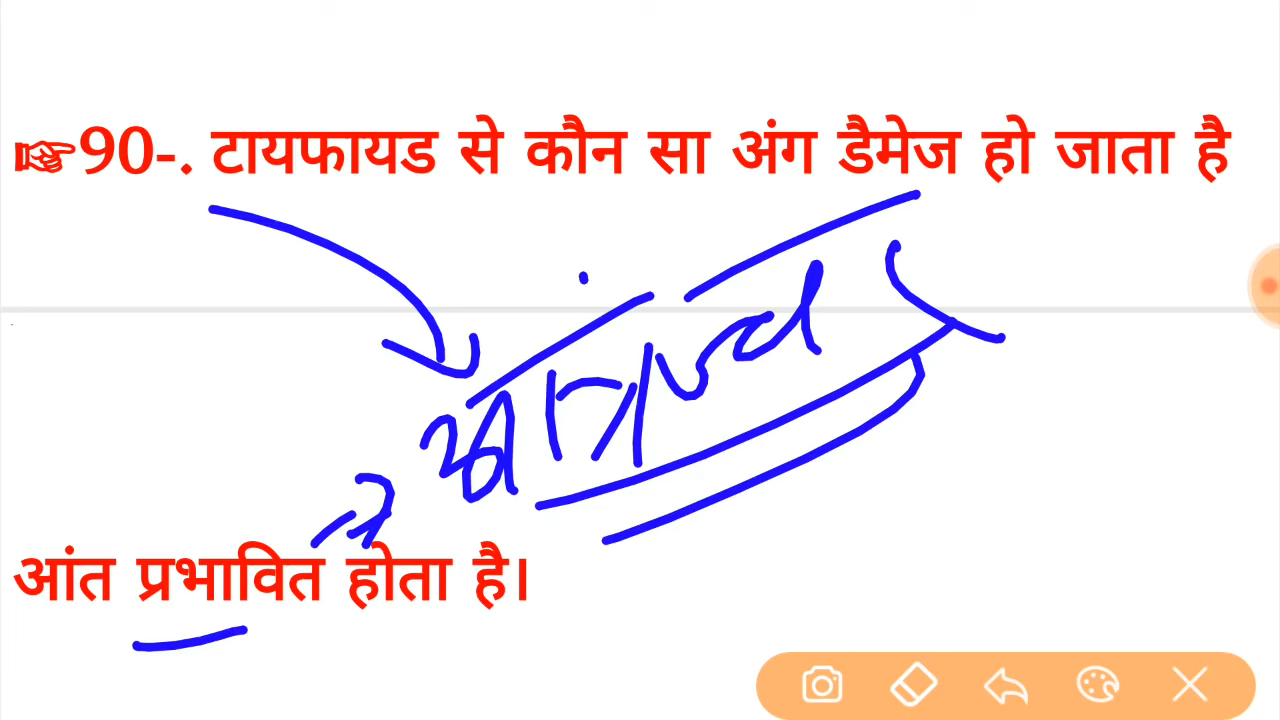 ☞90-. टायफायड से कौन सा अंग डैमेज हो जाता है
आंत प्रभावित होता है।